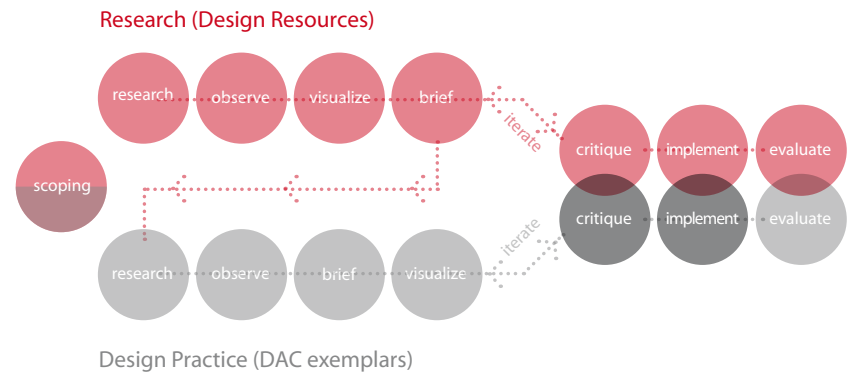 Research (Design Resources)
research observe visualize brief
iterate
critique implement evaluate
scoping
critique implement evaluate
iterate
research observe brief visualize
Design Practice (DAC exemplars)